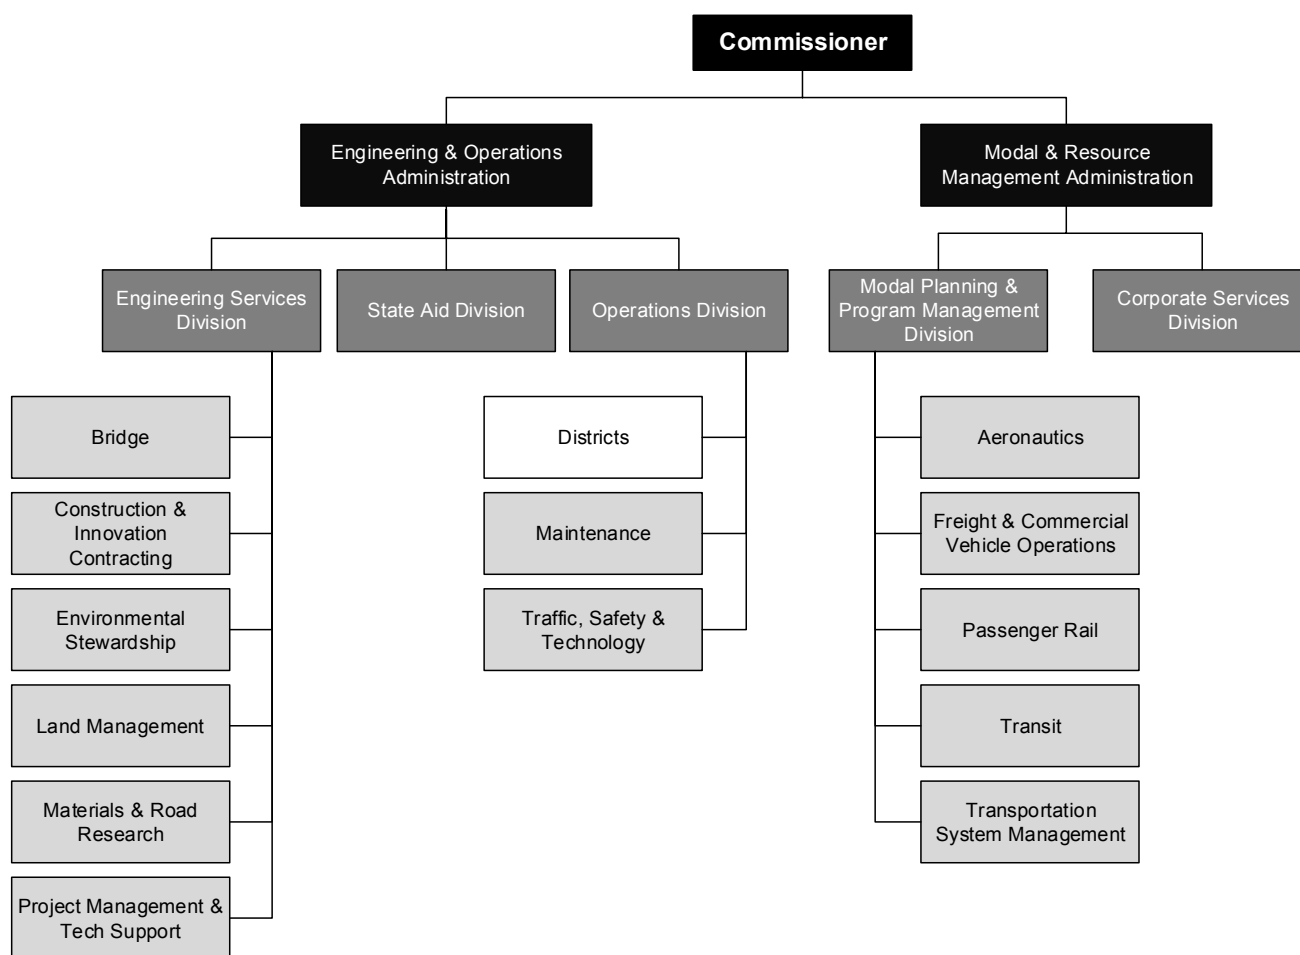 Commissioner
Engineering & Operations
Administration
Modal & Resource
Management Administration
Engineering Services
Division
State Aid Division
Operations Division
Modal Planning &
Program Management
Division
Corporate Services
Division
Bridge
Construction &
Innovation
Contracting
Environmental
Stewardship
Land Management
Materials & Road
Research
Project Management &
Tech Support
Districts
Maintenance
Traffic, Safety &
Technology
Aeronautics
Freight & Commercial
Vehicle Operations
Passenger Rail
Transit
Transportation
System Management